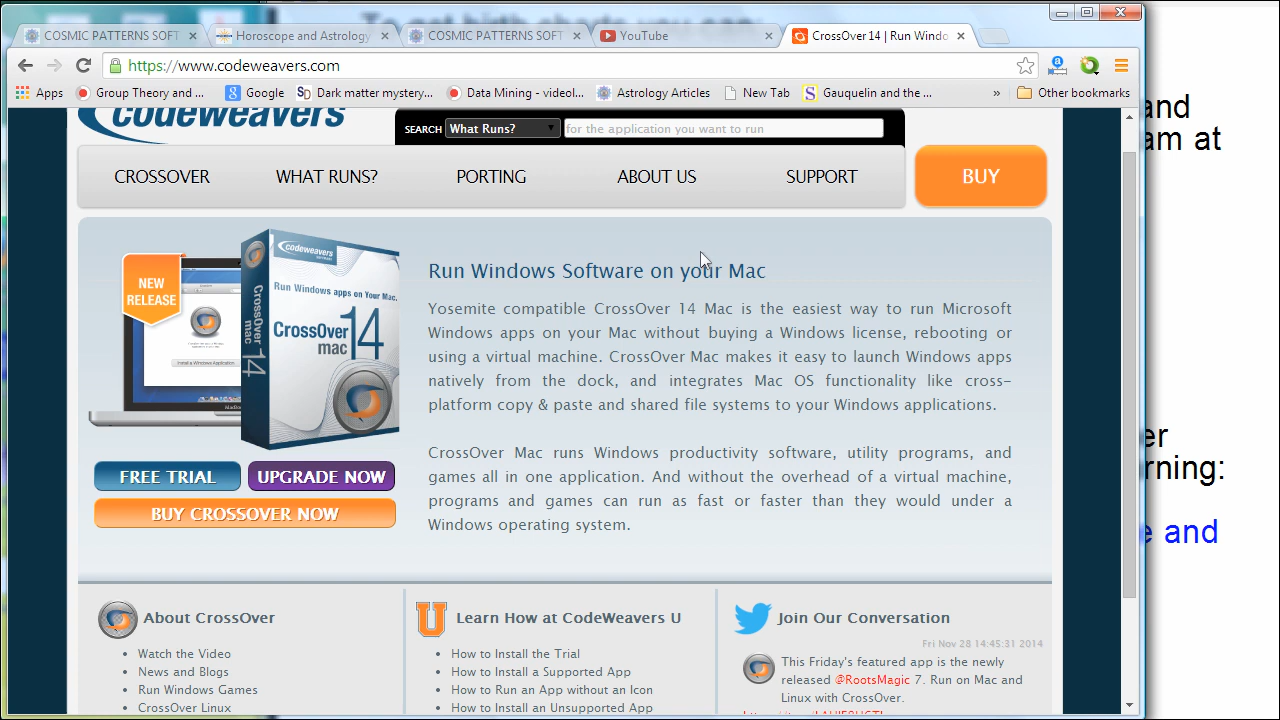 COSMIC PATTERNS SOFT
Horoscope and Astrology
COSMIC PATTERNS SOFT
YouTube
CrossOver 14 | Run Windo
https://www.codeweavers.com
Apps
Group Theory and ...
Google
Dark matter mystery...
Data Mining - videol...
Astrology Articles
New Tab
Gauquelin and the ...
»
Other bookmarks
codeweavers
SEARCH
What Runs?
for the application you want to run
CROSSOVER
WHAT RUNS?
PORTING
ABOUT US
SUPPORT
BUY
NEW
RELEASE
codeweavers
Run Windows apps on Your Mac.
CrossOver 14
mac
CrossOver 14
mac
Run Windows Software on your Mac
Yosemite compatible CrossOver 14 Mac is the easiest way to run Microsoft
Windows apps on your Mac without buying a Windows licence, rebooting or
using a virtual machine. CrossOver Mac makes it easy to launch Windows apps
natively from the dock, and integrates Mac OS functionality like cross-
platform copy & paste and shared file systems to your Windows applications.
CrossOver Mac runs Windows productivity software, utility programs, and
games all in one application. And without the overhead of a virtual machine,
programs and games can run as fast or faster than they would under a
Windows operating system.
FREE TRIAL
UPGRADE NOW
BUY CROSSOVER NOW
About CrossOver
• Watch the Video
• News and Blogs
• Run Windows Games
• CrossOver Linux
Learn How at CodeWeavers U
• How to Install the Trial
• How to Install a Supported App
• How to Run an App without an Icon
• How to Install an Unsupported App
Join Our Conversation
Fri Nov 28 14:45:31 2014
This Friday's featured app is the newly
released @RootsMagic 7. Run on Mac and
Linux with CrossOver.
and
am at
er
rning:
e and